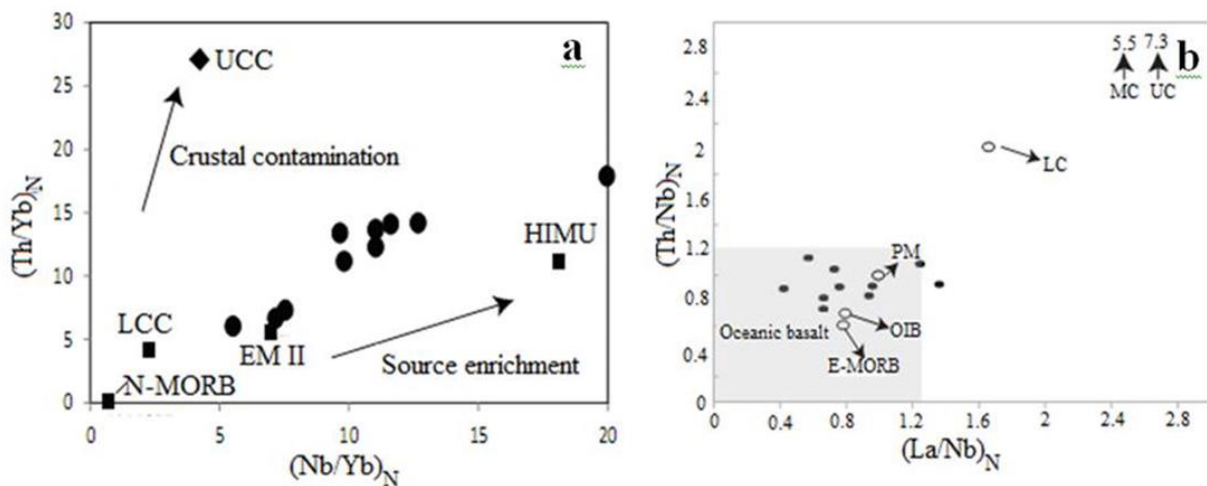 a
30
25
20
15
10
5
0
(Th/Yb)N
UCC
Crustal contamination
HIMU
LCC
EM II
Source enrichment
N-MORB
0 5 10 15 20
(Nb/Yb)N
b
5.5 7.3
MC UC
2.8
2.4
2
1.6
1.2
0.8
0.4
0
(Th/Nb)N
LC
PM
Oceanic basalt
OIB
E-MORB
0 0.4 0.8 1.2 1.6 2 2.4 2.8
(La/Nb)N